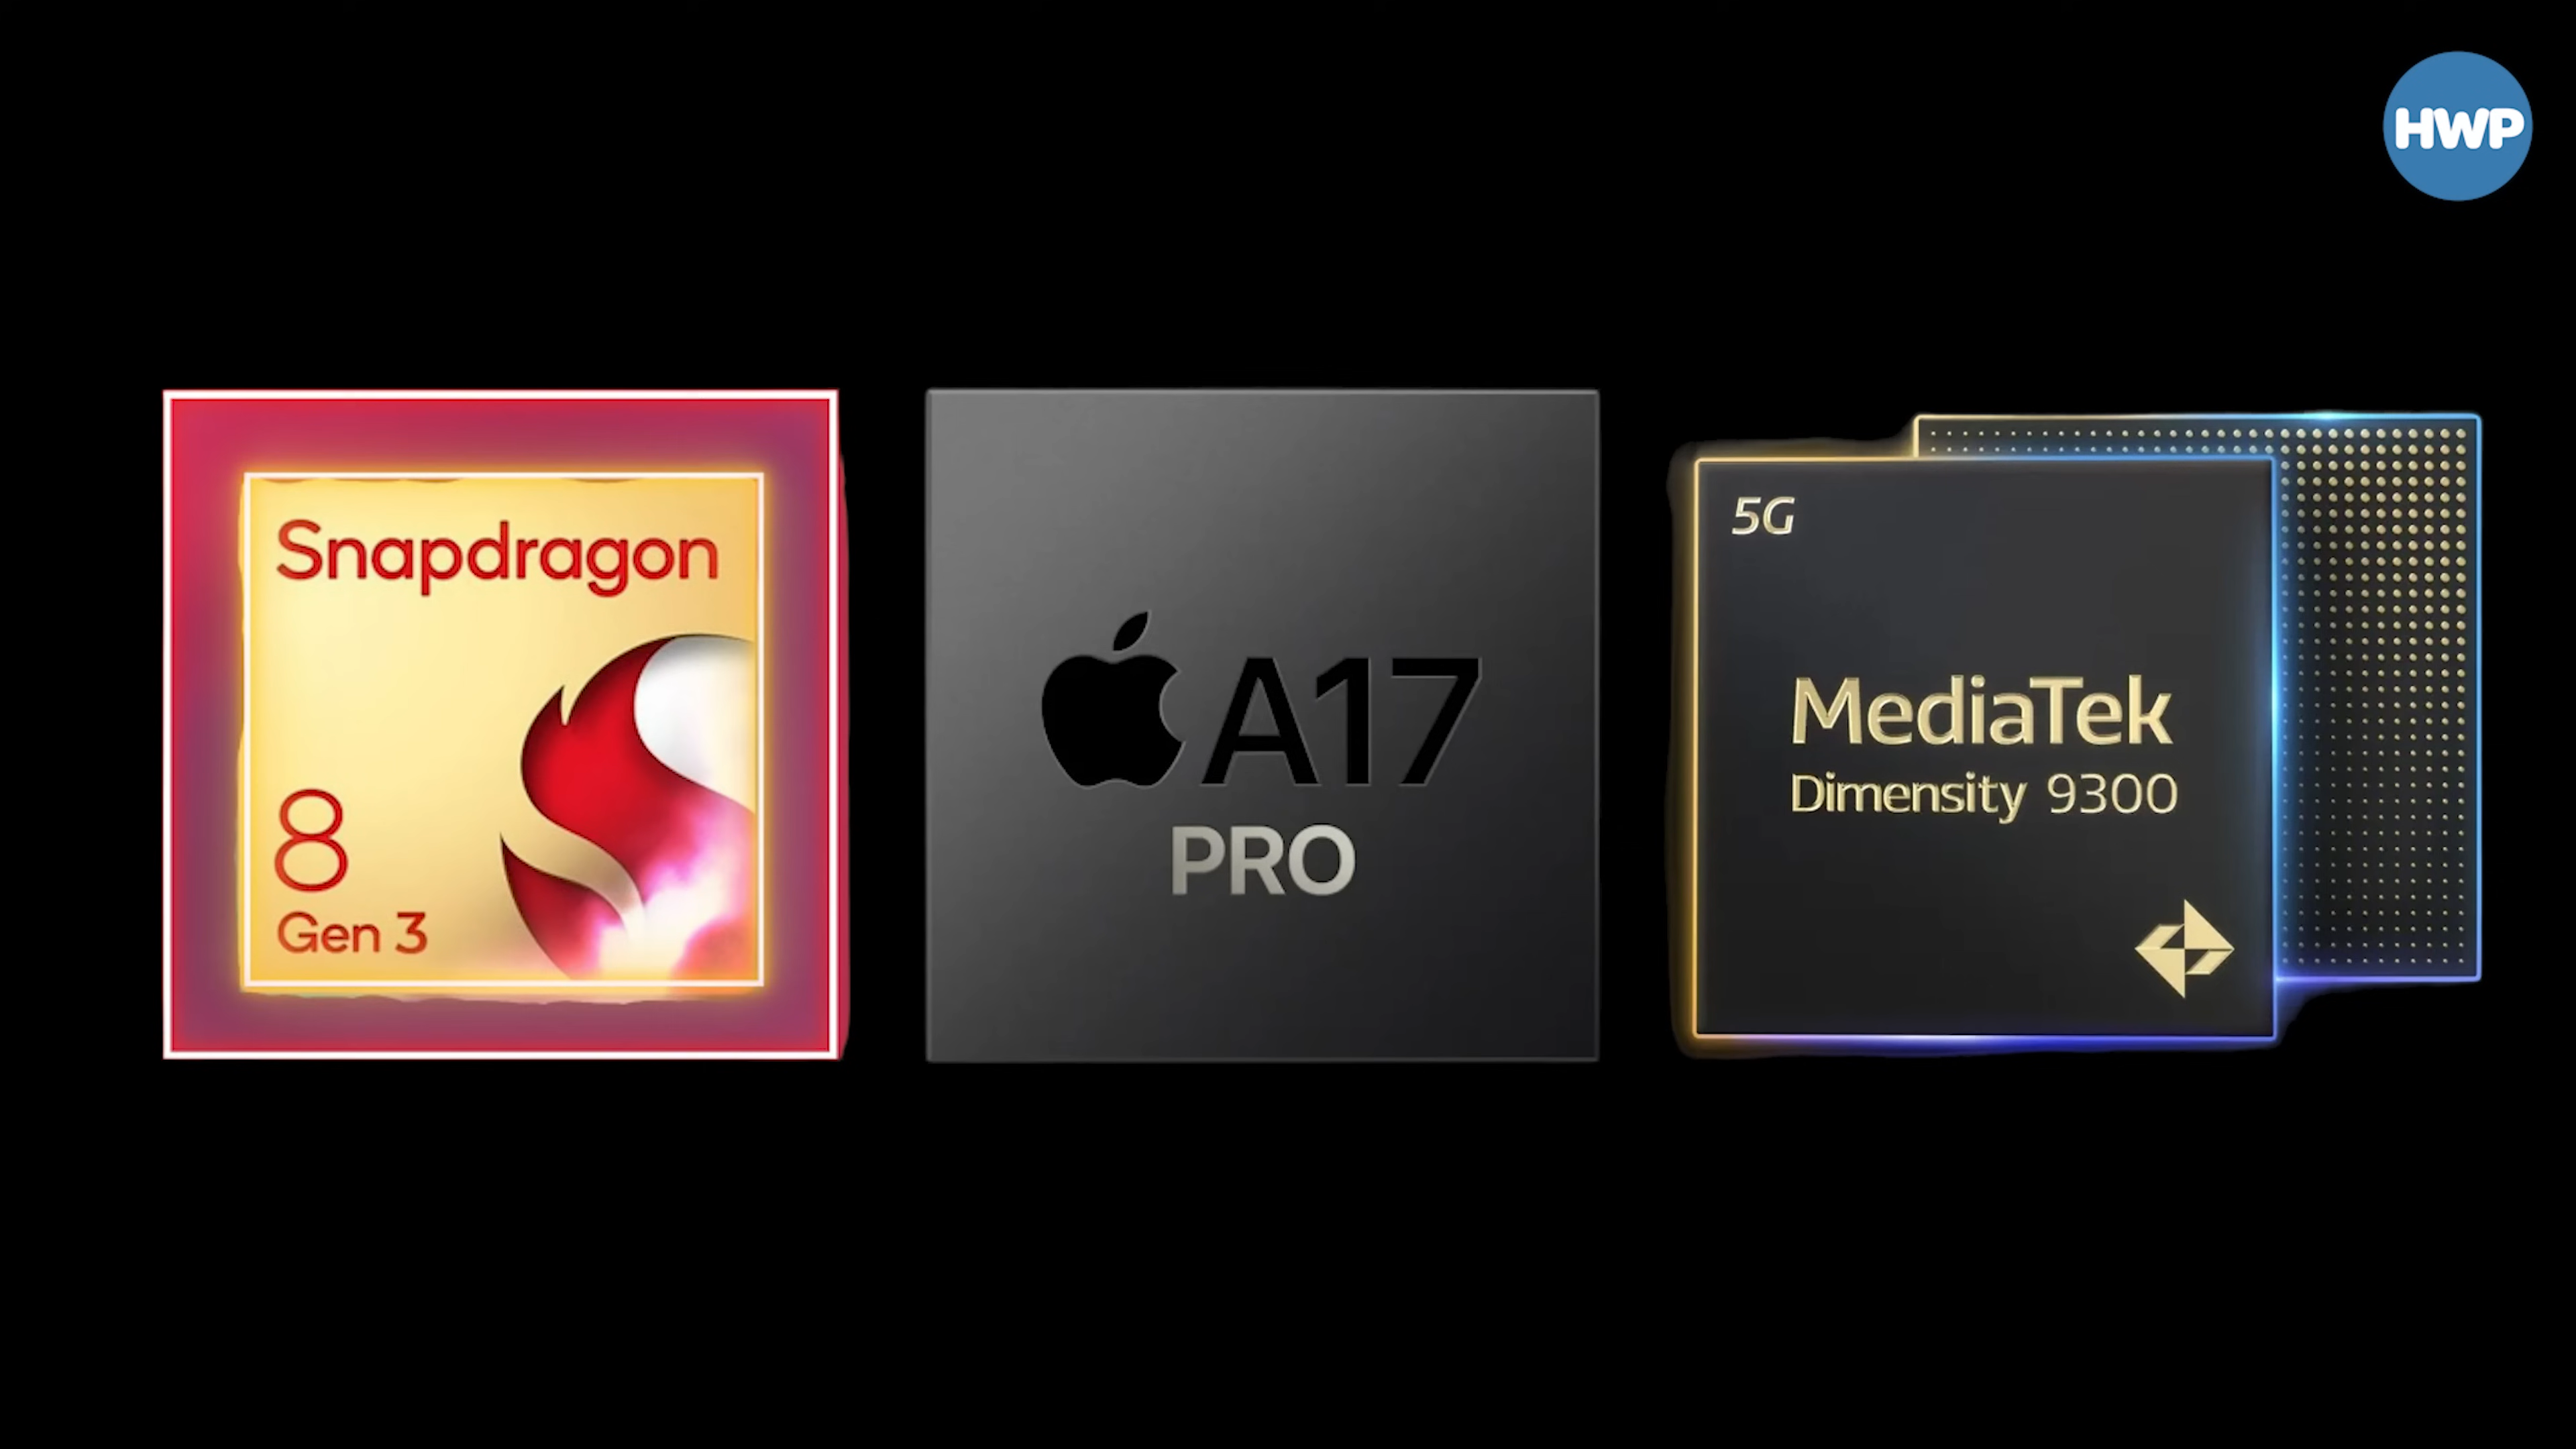 HWP
Snapdragon
8
Gen 3
A17
PRO
5G
MediaTek
Dimensity 9300